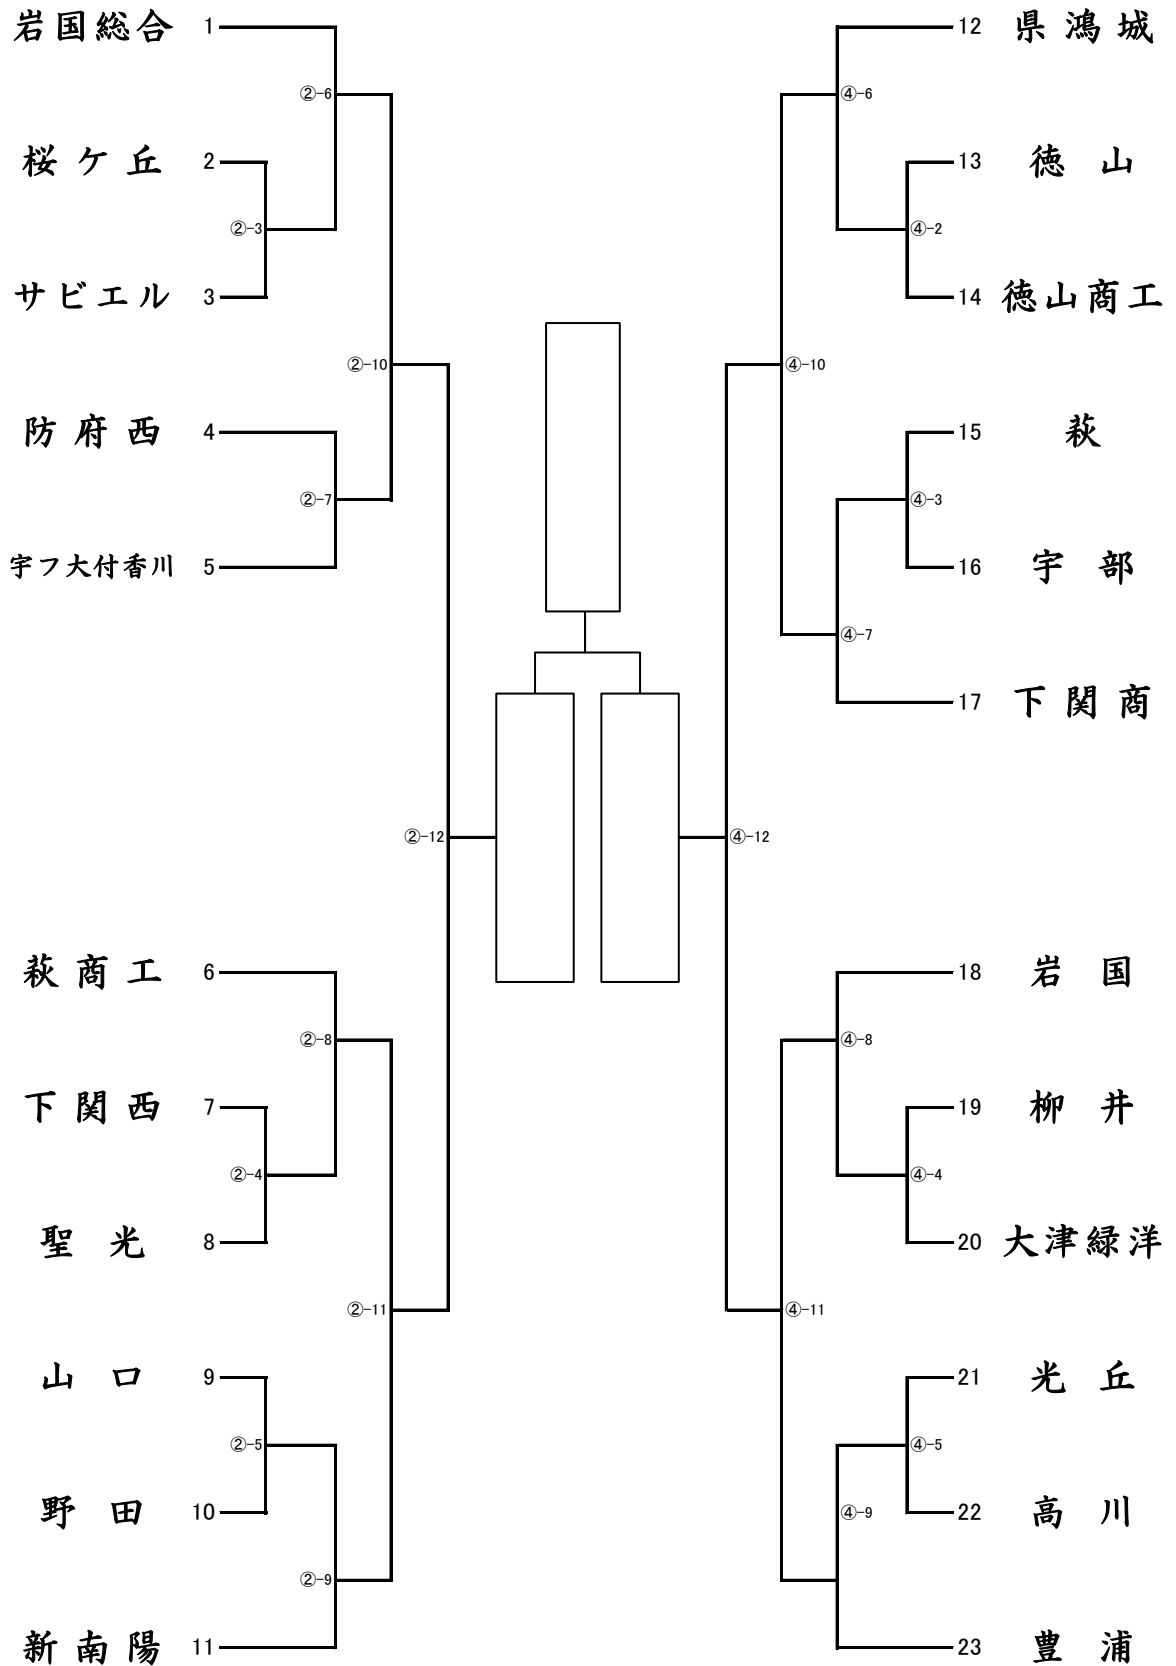 岩国総合 1
②-6
桜ケ丘 2
②-3
サビエル 3
②-10
防府西 4
②-7
宇フ大付香川 5
②-12
萩商工 6
②-8
下関西 7
②-4
聖光 8
②-11
山口 9
②-5
野田 10
②-9
新南陽 11
12 県鴻城
④-6
13 徳山
④-2
14 徳山商工
④-10
15 萩
④-3
16 宇部
④-7
17 下関商
④-12
18 岩国
④-8
19 柳井
④-4
20 大津緑洋
④-11
21 光丘
④-5
22 高川
④-9
23 豊浦